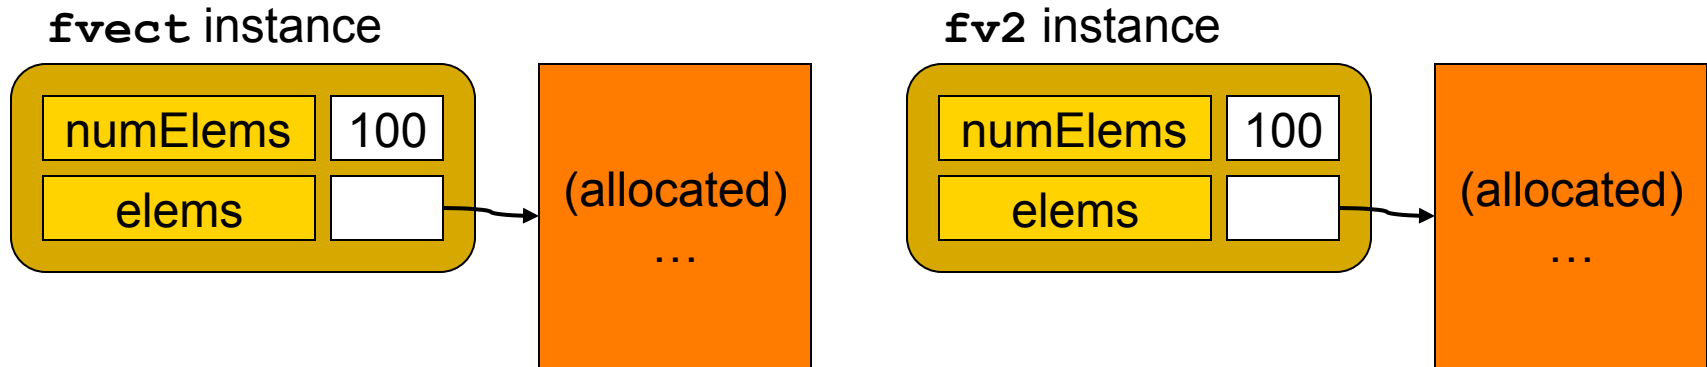 fvect instance
numElems 100
elems
(allocated)
…
fv2 instance
numElems 100
elems
(allocated)
…